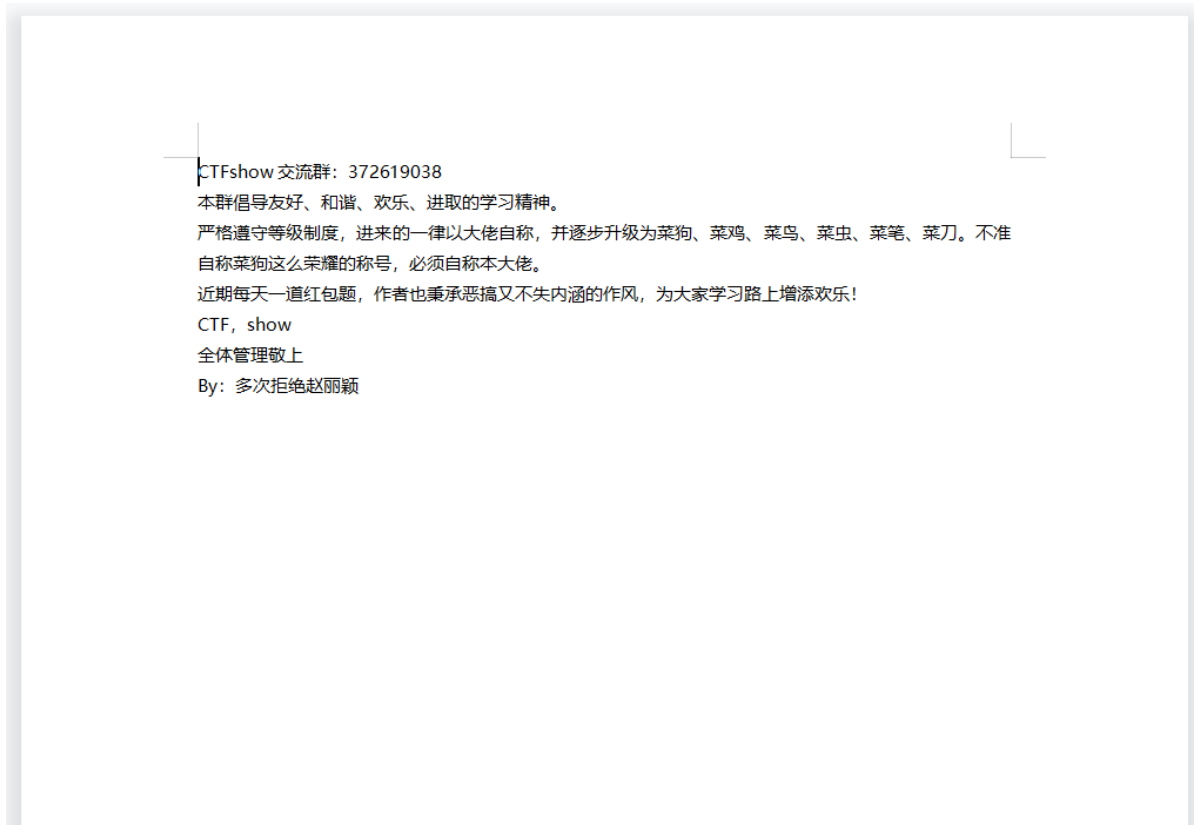 CTFshow 交流群：372619038
本群倡导友好、和谐、欢乐、进取的学习精神。
严格遵守等级制度，进来的一律以大佬自称，并逐步升级为菜狗、菜鸡、菜鸟、菜虫、菜笔、菜刀。不准
自称菜狗这么荣耀的称号，必须自称本大佬。
近期每天一道红包题，作者也秉承恶搞又不失内涵的作风，为大家学习路上增添欢乐！
CTF，show
全体管理敬上
By：多次拒绝赵丽颖